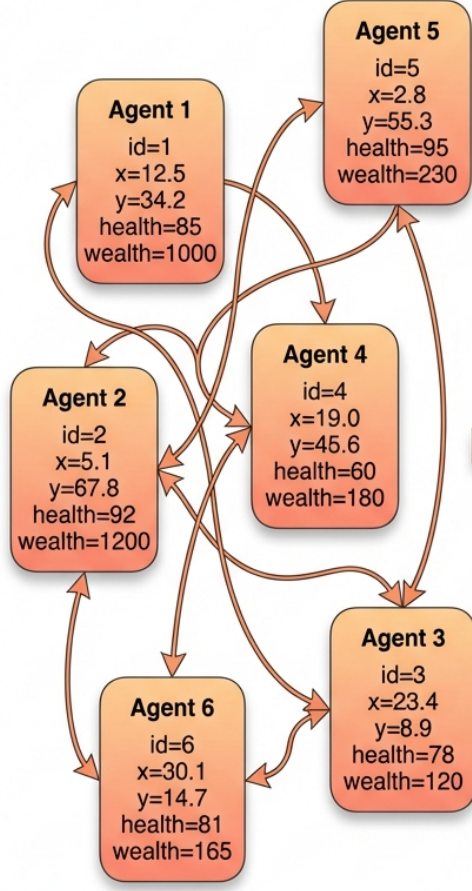 Agent 5
id=5
x=2.8
y=55.3
health=95
wealth=230
Agent 1
id=1
x=12.5
y=34.2
health=85
wealth=1000
Agent 4
id=4
x=19.0
y=45.6
health=60
wealth=180
Agent 2
id=2
x=5.1
y=67.8
health=92
wealth=1200
Agent 3
id=3
x=23.4
y=8.9
health=78
wealth=120
Agent 6
id=6
x=30.1
y=14.7
health=81
wealth=165